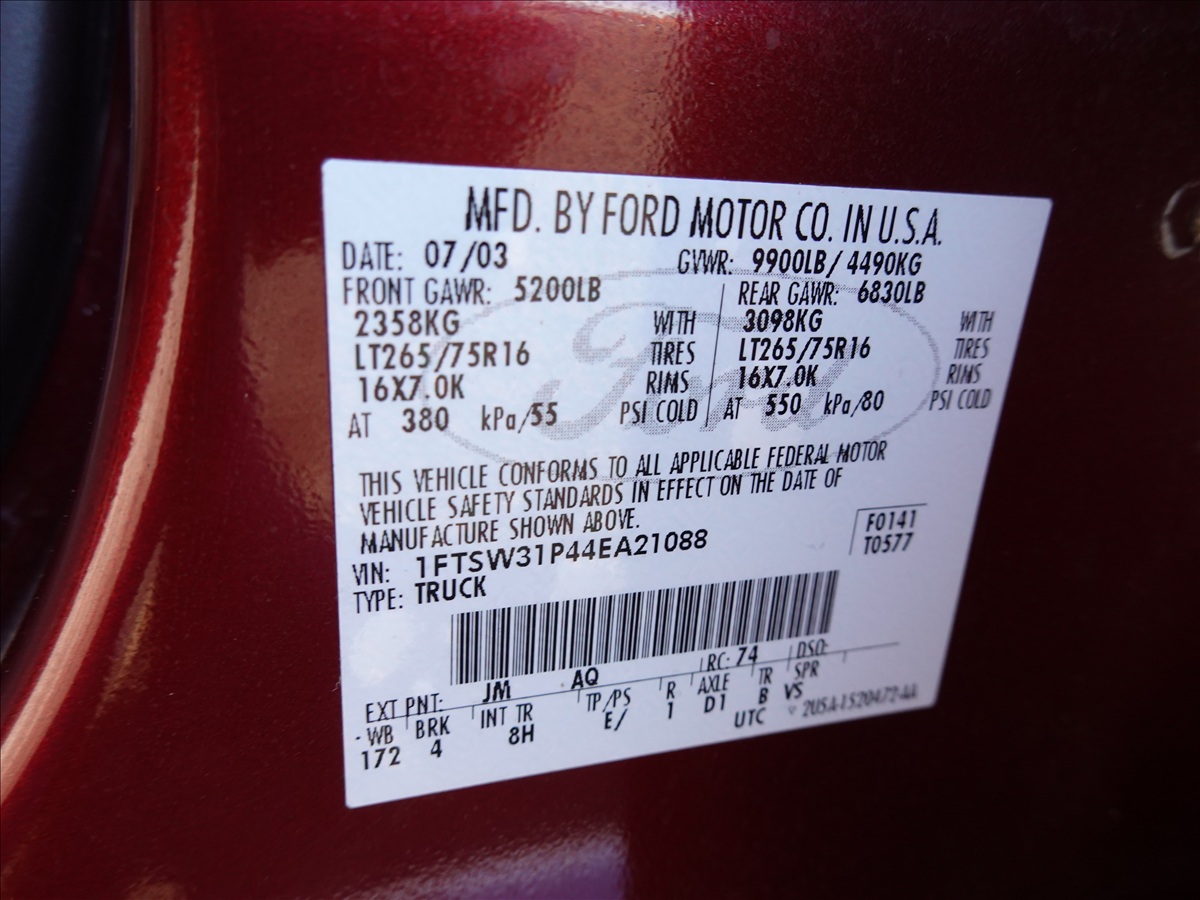 MFD. BY FORD MOTOR CO. IN U.S.A.
DATE: 07/03 GVWR: 9900LB/ 4490KG
FRONT GAWR: 5200LB REAR GAWR: 6830LB
2358KG WITH 3098KG WITH
LT265/75R16 TIRES LT265/75R16 TIRES
16X7.0K RIMS 16X7.0K RIMS
AT 380 kPa/55 PSI COLD AT 550 kPa/80 PSI COLD
Ford
THIS VEHICLE CONFORMS TO ALL APPLICABLE FEDERAL MOTOR
VEHICLE SAFETY STANDARDS IN EFFECT ON THE DATE OF
MANUFACTURE SHOWN ABOVE.
F0141
T0577
VIN: 1FTSW31P44EA21088
TYPE: TRUCK
EXT PNT: JM AQ RC: 74 DSO:
WB BRK INT TR TP/PS R AXLE TR SPR
172 4 8H E/ 1 D1 B VS
UTC 2U5A-1520472-AA